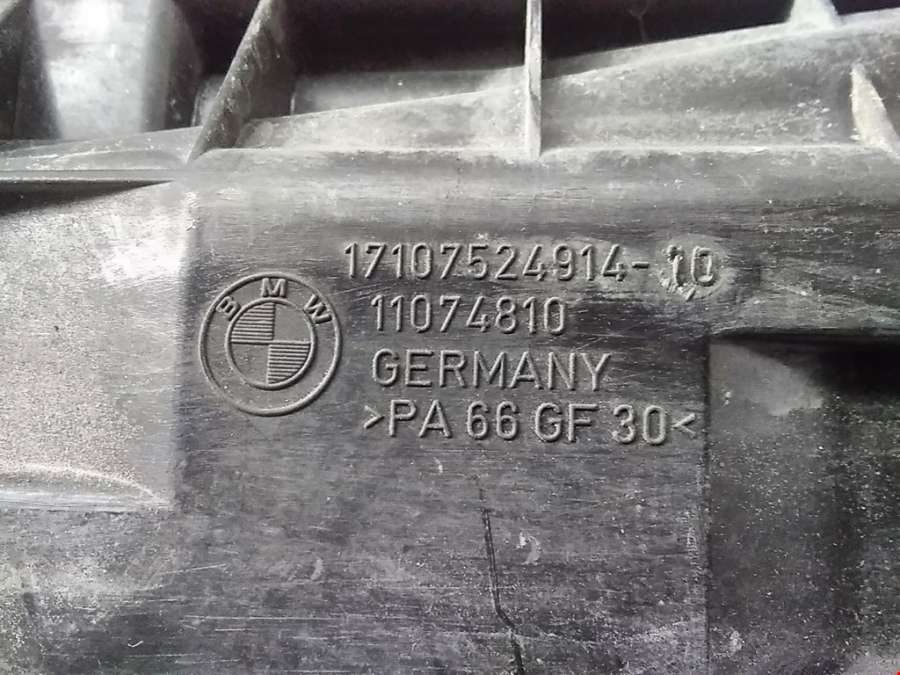 17107524914-10
BMW
11074810
GERMANY
>PA 66 GF 30<